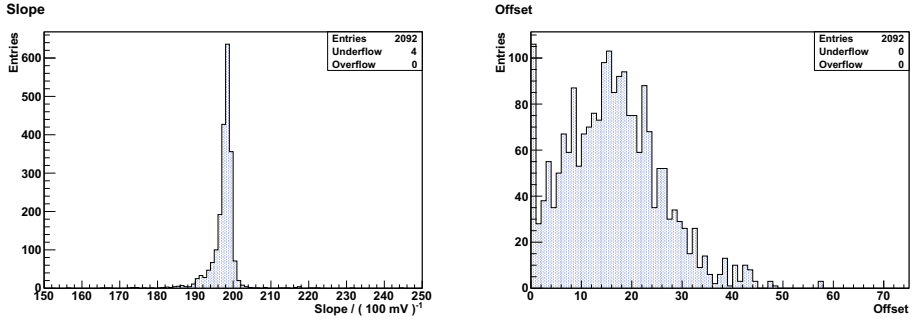 Slope
Entries
Entries 2092
Underflow 4
Overflow 0
600
500
400
300
200
100
0
150 160 170 180 190 200 210 220 230 240 250
Slope / ( 100 mV )-1
Offset
Entries
Entries 2092
Underflow 0
Overflow 0
100
80
60
40
20
0
0 10 20 30 40 50 60 70
Offset